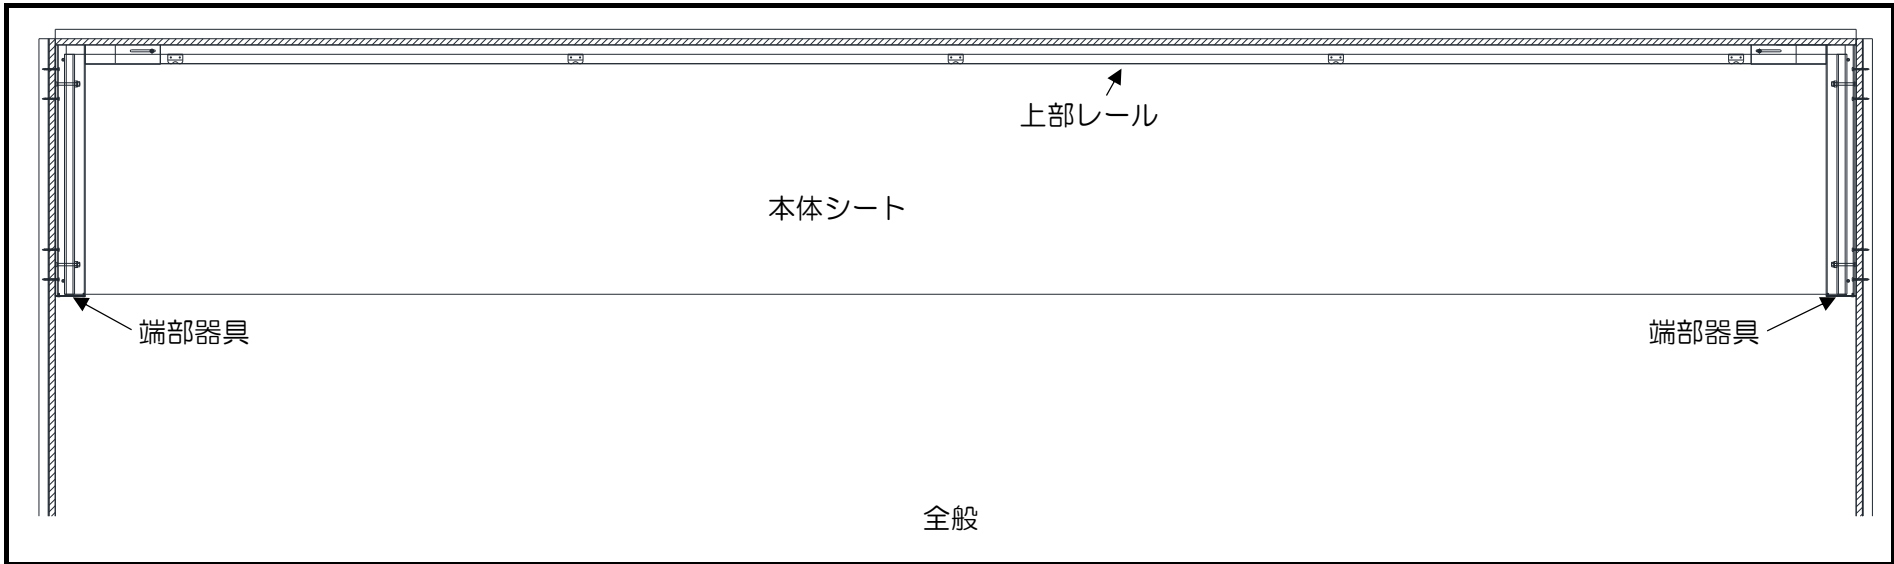 上部レール
本体シート
端部器具
端部器具
全般